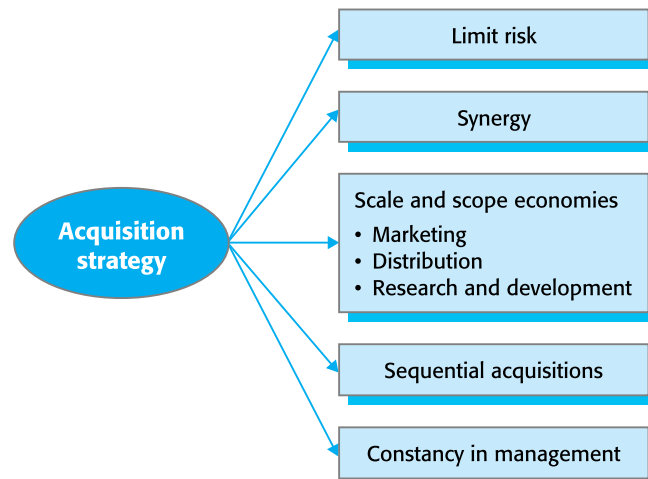 Acquisition
strategy
Limit risk
Synergy
Scale and scope economies
• Marketing
• Distribution
• Research and development
Sequential acquisitions
Constancy in management